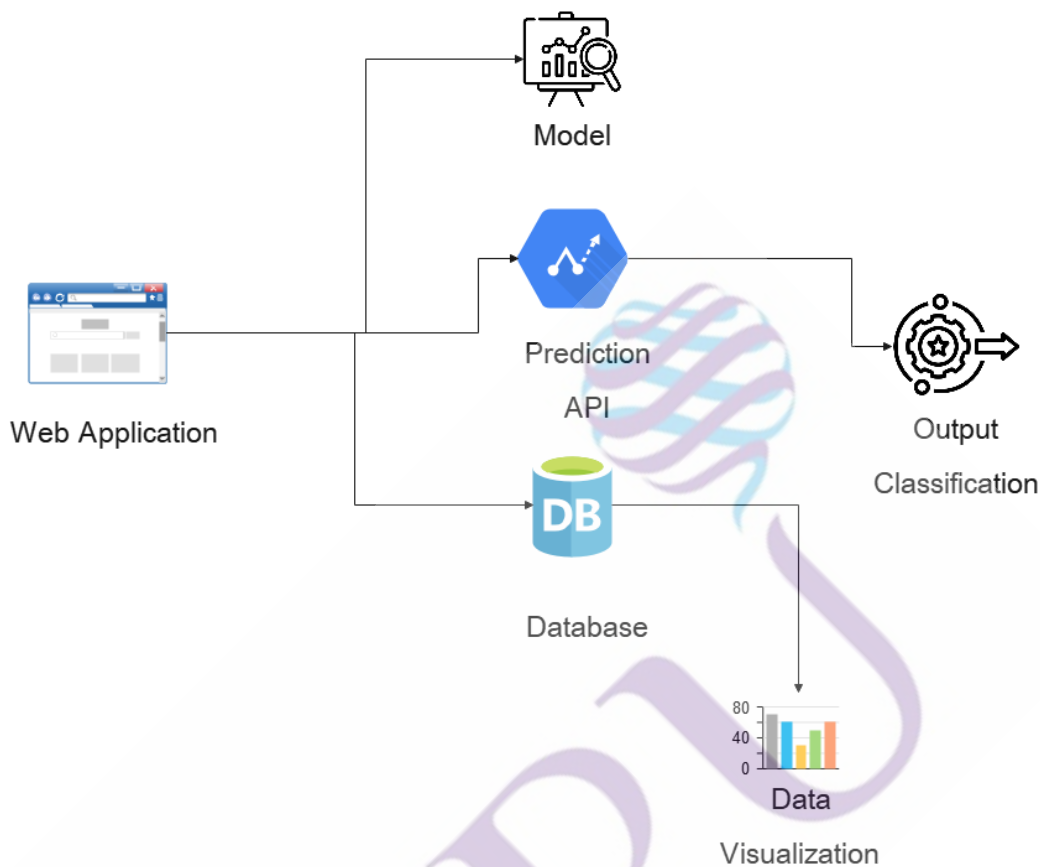 Model
Web Application
Prediction
API
Output
Classification
DB
Database
80
40
0
Data
Visualization